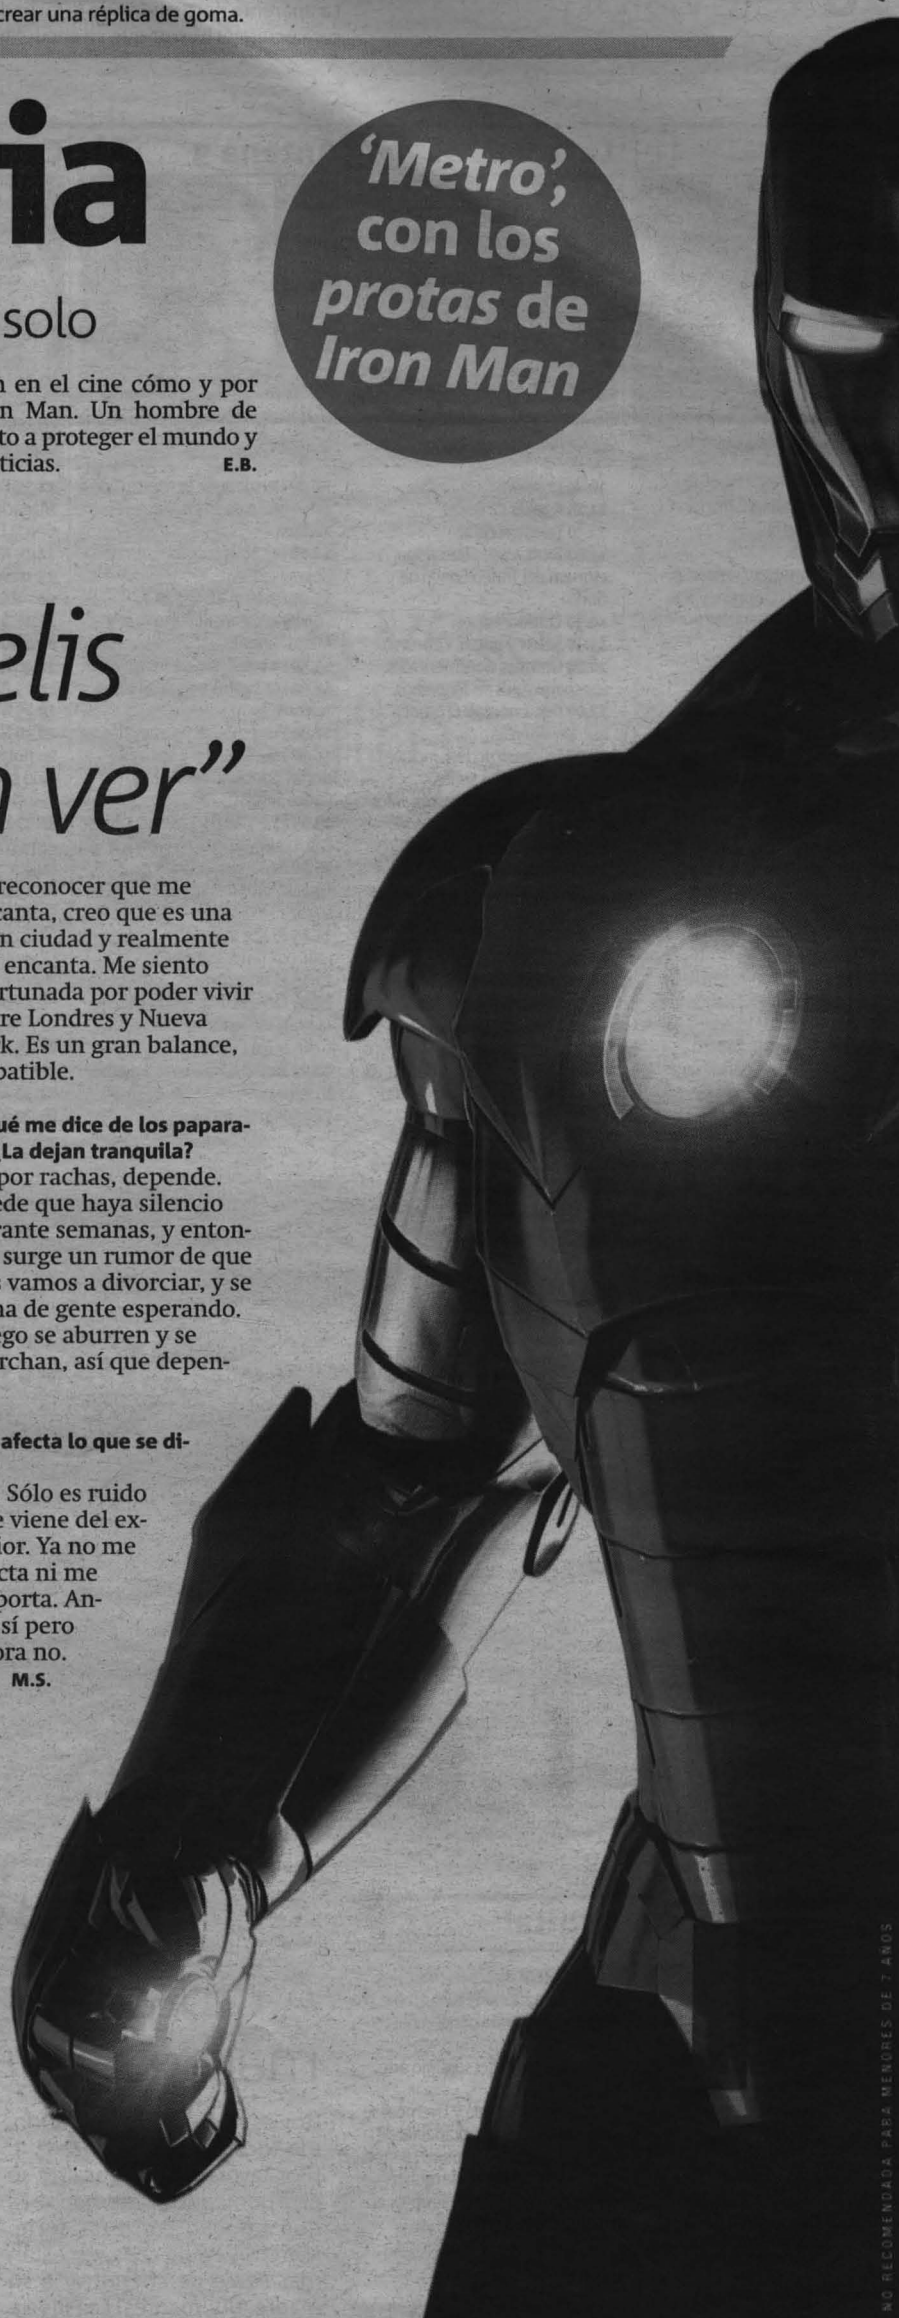 crear una réplica de goma.
ia
solo
n en el cine cómo y por
n Man. Un hombre de
to a proteger el mundo y
ticias. E.B.
‘Metro’,
con los
protas de
Iron Man
elis
n ver”
reconocer que me
canta, creo que es una
n ciudad y realmente
encanta. Me siento
rtunada por poder vivir
re Londres y Nueva
k. Es un gran balance,
patible.
ué me dice de los papara-
¿La dejan tranquila?
por rachas, depende.
ede que haya silencio
rante semanas, y enton-
surge un rumor de que
s vamos a divorciar, y se
na de gente esperando.
ego se aburren y se
rchan, así que depen-
afecta lo que se di-
Sólo es ruido
e viene del ex-
ior. Ya no me
cta ni me
porta. An-
sí pero
ora no.
M.S.
NO RECOMENDADA PARA MENORES DE 7 AÑOS